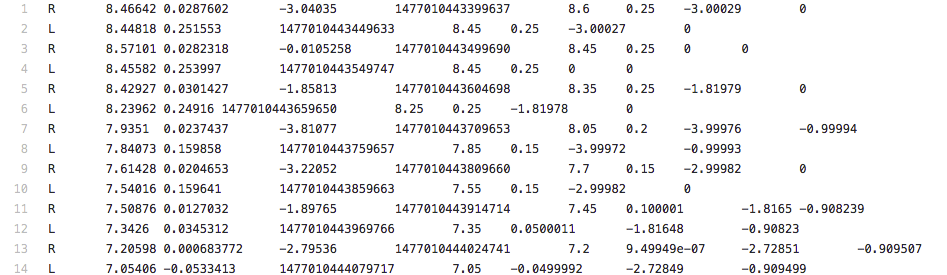 1 R 8.46642 0.0287602 -3.04035 1477010443399637 8.6 0.25 -3.00029 0
2 L 8.44818 0.251553 1477010443449633 8.45 0.25 -3.00027 0
3 R 8.57101 0.0282318 -0.0105258 1477010443499690 8.45 0.25 0 0
4 L 8.45582 0.253997 1477010443549747 8.45 0.25 0 0
5 R 8.42927 0.0301427 -1.85813 1477010443604698 8.35 0.25 -1.81979 0
6 L 8.23962 0.24916 1477010443659650 8.25 0.25 -1.81978 0
7 R 7.9351 0.0237437 -3.81077 1477010443709653 8.05 0.2 -3.99976 -0.99994
8 L 7.84073 0.159858 1477010443759657 7.85 0.15 -3.99972 -0.99993
9 R 7.61428 0.0204653 -3.22052 1477010443809660 7.7 0.15 -2.99982 0
10 L 7.54016 0.159641 1477010443859663 7.55 0.15 -2.99982 0
11 R 7.50876 0.0127032 -1.89765 1477010443914714 7.45 0.100001 -1.8165 -0.908239
12 L 7.3426 0.0345312 1477010443969766 7.35 0.0500011 -1.81648 -0.90823
13 R 7.20598 0.000683772 -2.79536 1477010444024741 7.2 9.49949e-07 -2.72851 -0.909507
14 L 7.05406 -0.0533413 1477010444079717 7.05 -0.0499992 -2.72849 -0.909499